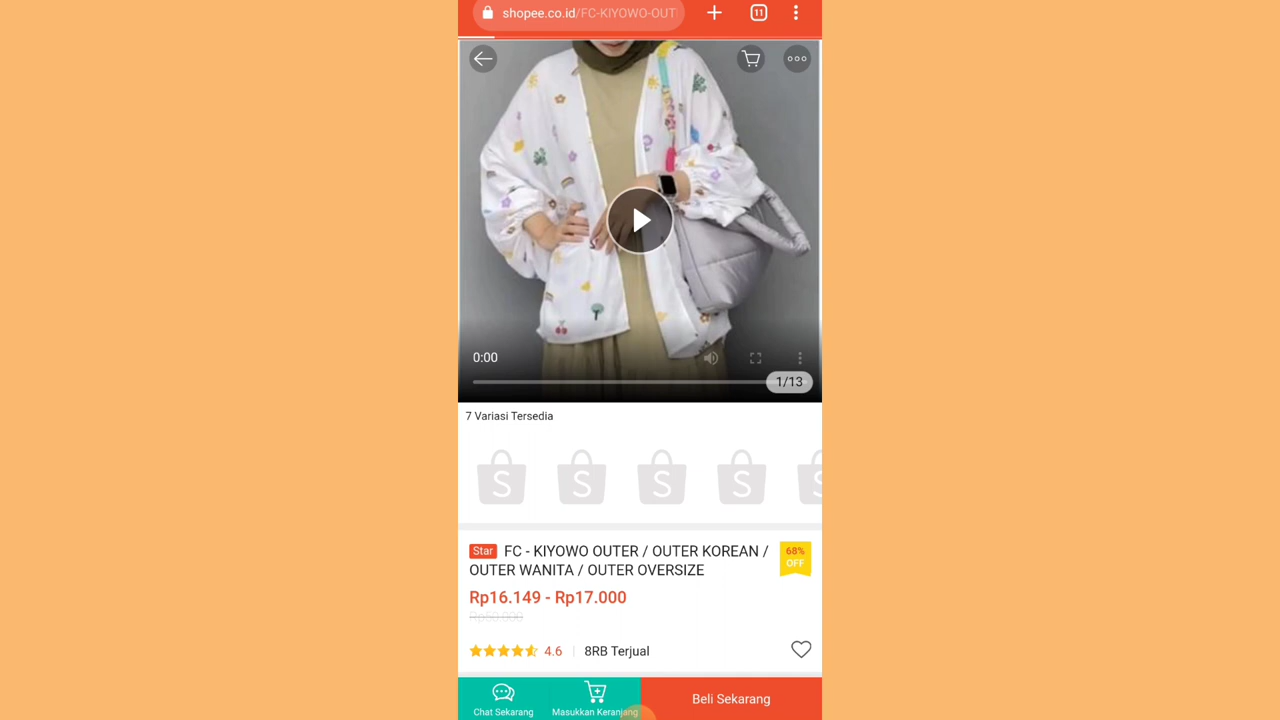 shopee.co.id/FC-KIYOWO-OUT
11
0:00
1/13
7 Variasi Tersedia
S S S S S
Star FC - KIYOWO OUTER / OUTER KOREAN /
OUTER WANITA / OUTER OVERSIZE
68%
OFF
Rp16.149 - Rp17.000
4.6 | 8RB Terjual
Chat Sekarang
Masukkan Keranjang
Beli Sekarang